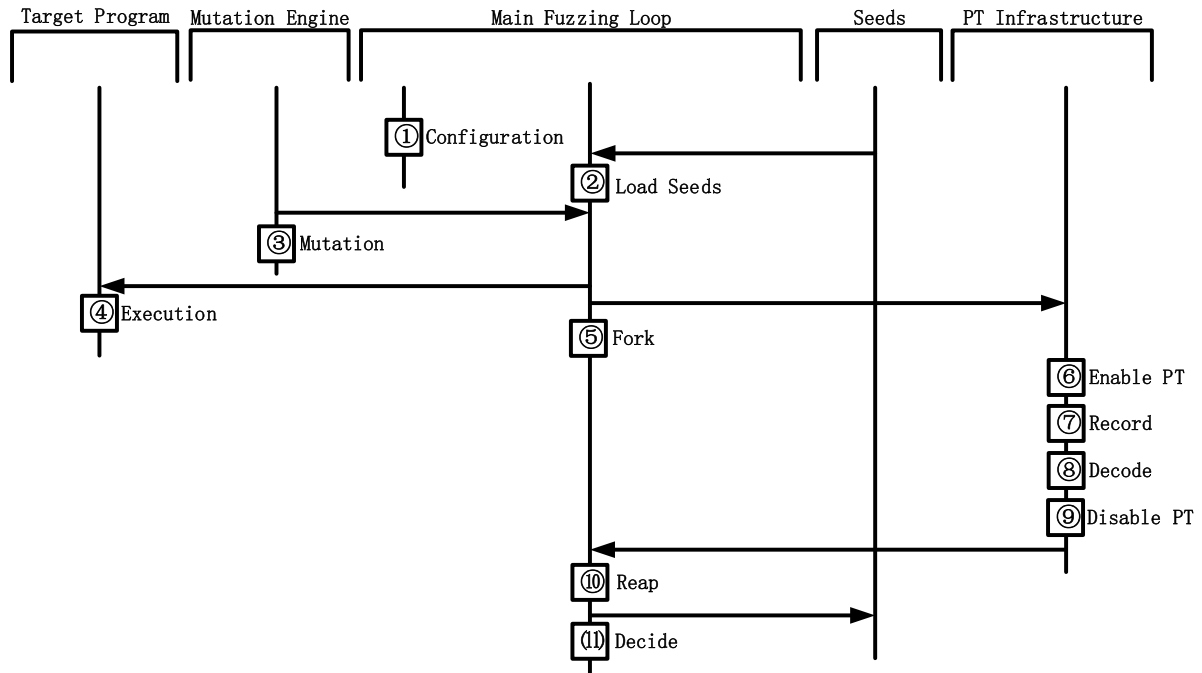 Target Program
Mutation Engine
Main Fuzzing Loop
Seeds
PT Infrastructure
① Configuration
② Load Seeds
③ Mutation
④ Execution
⑤ Fork
⑥ Enable PT
⑦ Record
⑧ Decode
⑨ Disable PT
⑩ Reap
(11) Decide